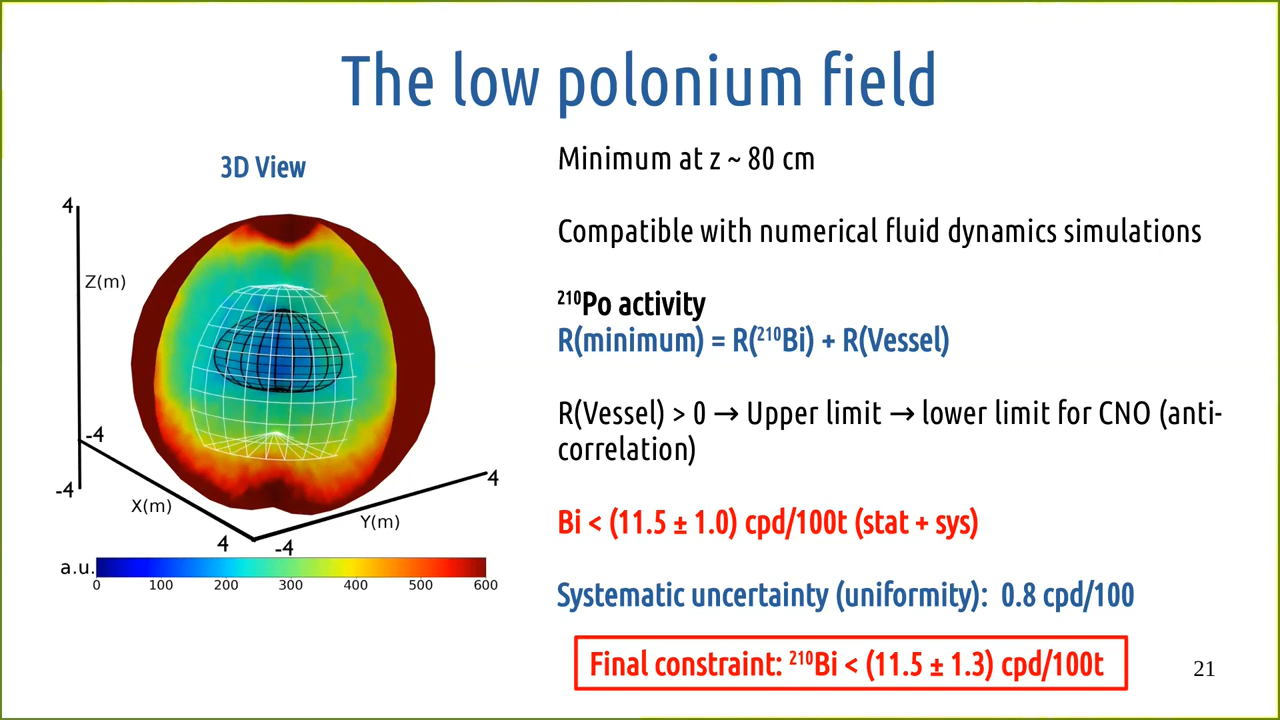 The low polonium field
3D View
4
Z(m)
-4
-4
X(m)
4
-4
Y(m)
4
a.u.
0 100 200 300 400 500 600
Minimum at z ~ 80 cm
Compatible with numerical fluid dynamics simulations
²¹⁰Po activity
R(minimum) = R(²¹⁰Bi) + R(Vessel)
R(Vessel) > 0 → Upper limit → lower limit for CNO (anti-
correlation)
Bi < (11.5 ± 1.0) cpd/100t (stat + sys)
Systematic uncertainty (uniformity): 0.8 cpd/100
Final constraint: ²¹⁰Bi < (11.5 ± 1.3) cpd/100t
21